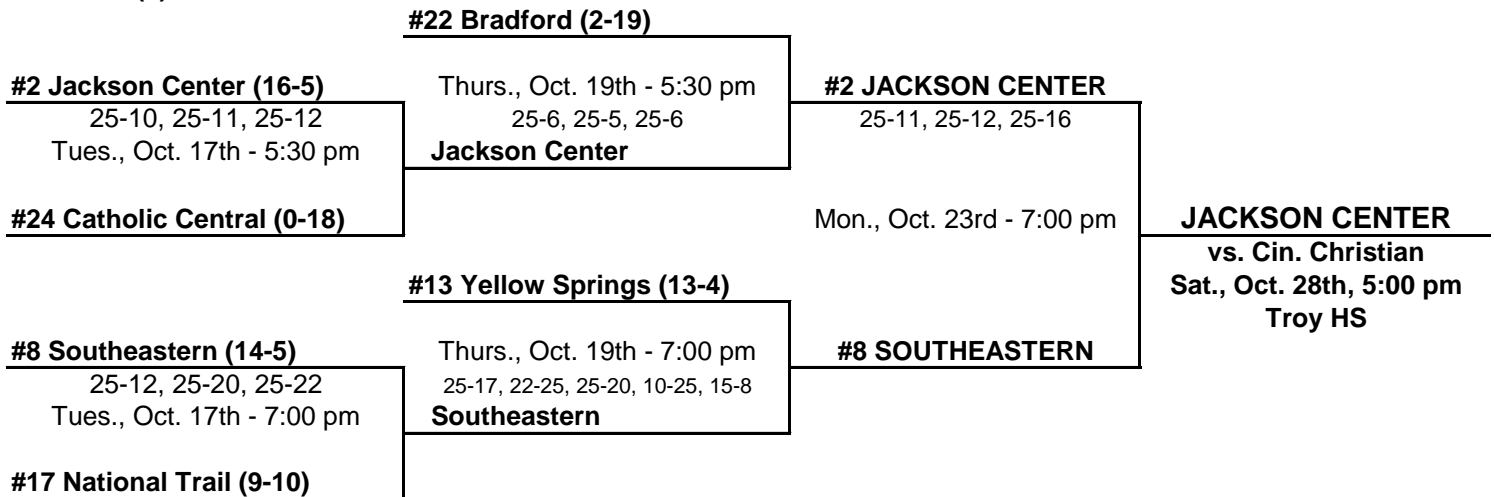 #22 Bradford (2-19)
#2 Jackson Center (16-5)
Thurs., Oct. 19th - 5:30 pm
#2 JACKSON CENTER
25-10, 25-11, 25-12
25-6, 25-5, 25-6
25-11, 25-12, 25-16
Tues., Oct. 17th - 5:30 pm
Jackson Center
#24 Catholic Central (0-18)
Mon., Oct. 23rd - 7:00 pm
JACKSON CENTER
vs. Cin. Christian
#13 Yellow Springs (13-4)
Sat., Oct. 28th, 5:00 pm
Troy HS
#8 Southeastern (14-5)
Thurs., Oct. 19th - 7:00 pm
#8 SOUTHEASTERN
25-12, 25-20, 25-22
25-17, 22-25, 25-20, 10-25, 15-8
Tues., Oct. 17th - 7:00 pm
Southeastern
#17 National Trail (9-10)